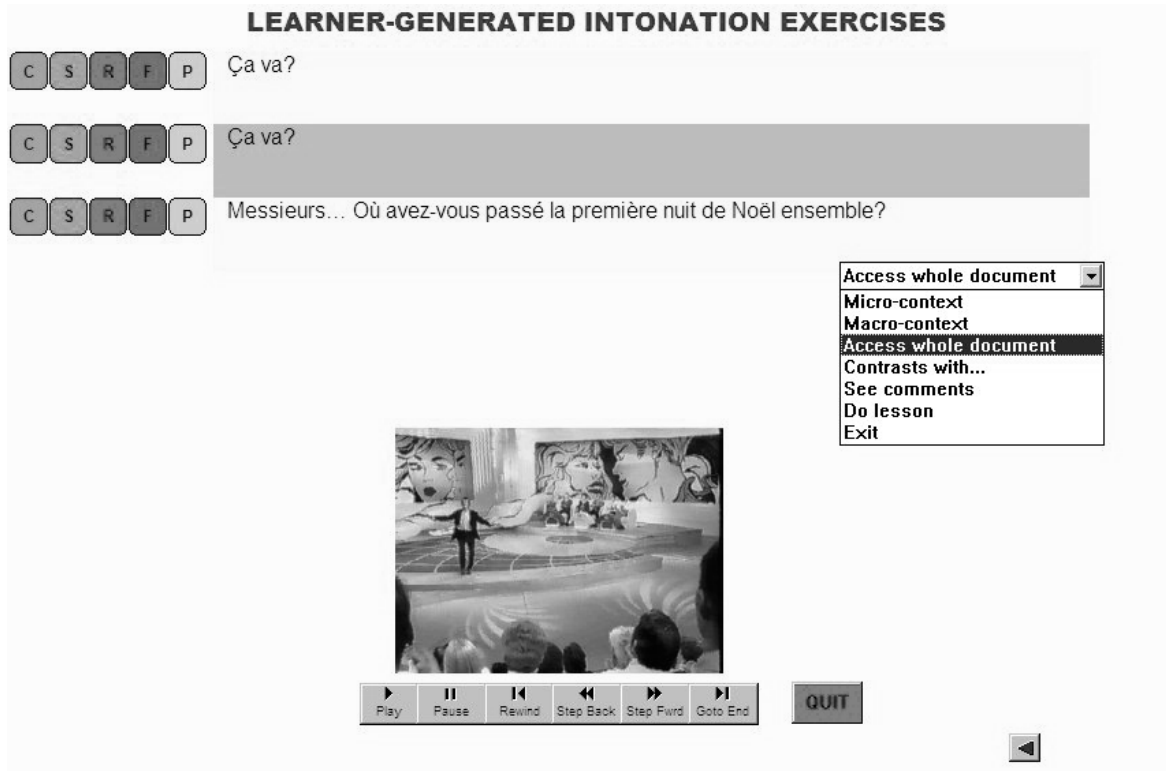 LEARNER-GENERATED INTONATION EXERCISES
C S R F P Ça va?
C S R F P Ça va?
C S R F P Messieurs... Où avez-vous passé la première nuit de Noël ensemble?
Access whole document
Micro-context
Macro-context
Access whole document
Contrasts with...
See comments
Do lesson
Exit
Play Pause Rewind Step Back Step Fwrd Goto End
QUIT